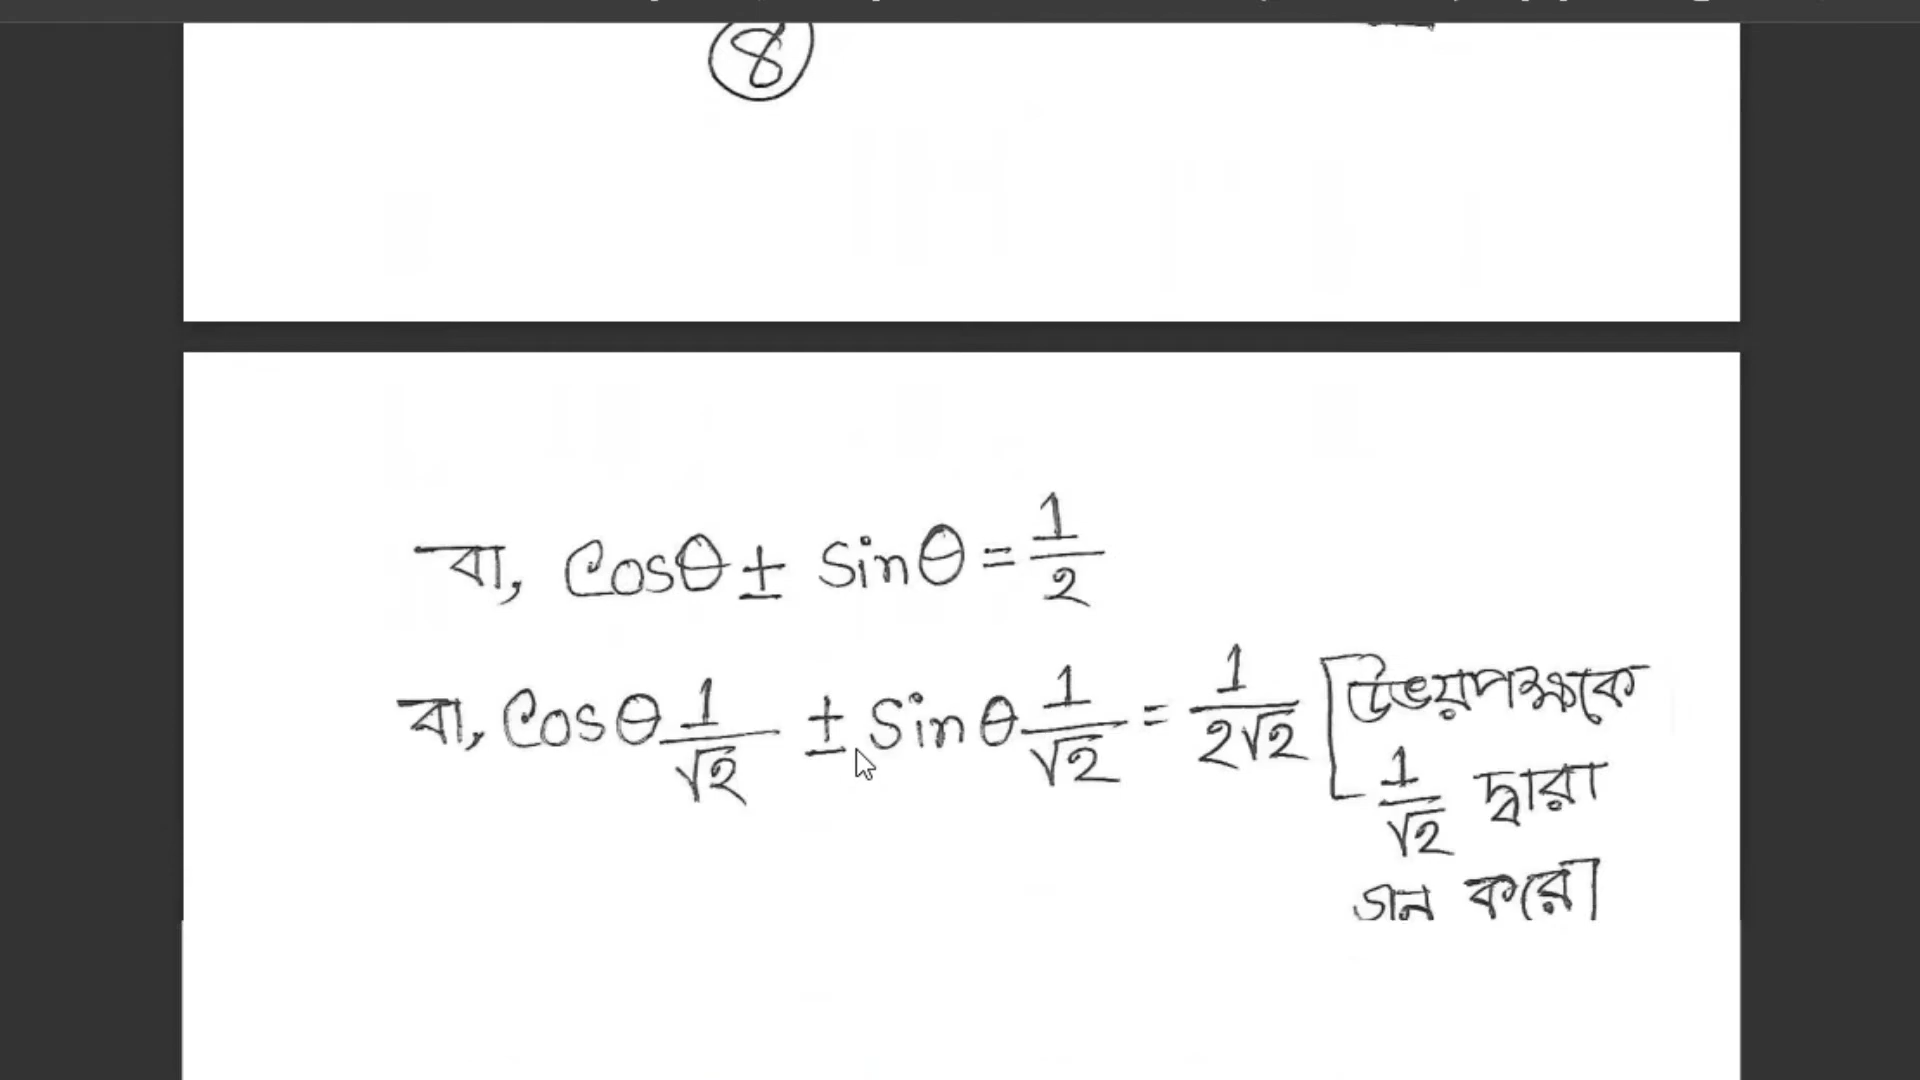 8
বা, Cosθ ± Sinθ = 1/2
বা, Cosθ 1/√2 ± Sinθ 1/√2 = 1/2√2 [উভয়পক্ষকে
1/√2 দ্বারা
গুন করে]